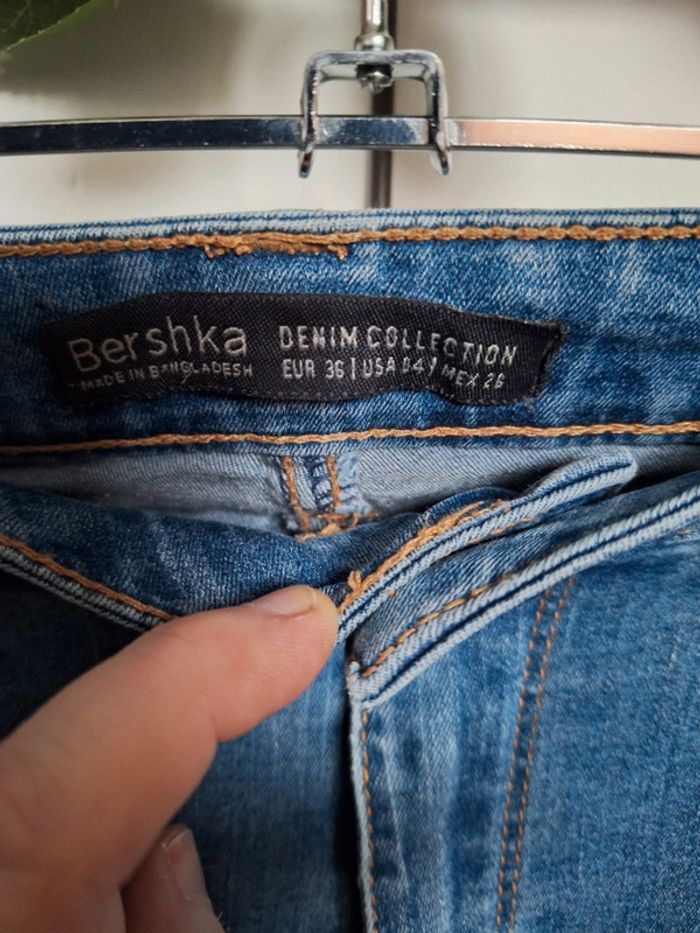 Bershka DENIM COLLECTION
MADE IN BANGLADESH EUR 36 | USA 04 | MEX 26